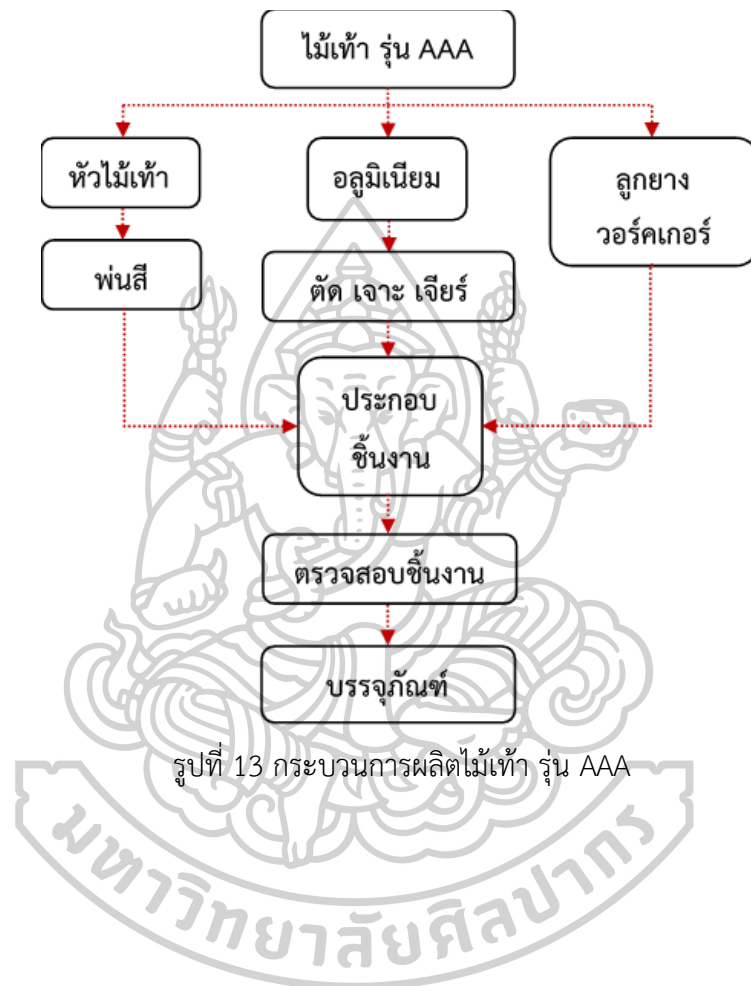 ไม้เท้า รุ่น AAA
หัวไม้เท้า
อลูมิเนียม
ลูกยาง
วอร์คเกอร์
พ่นสี
ตัด เจาะ เจียร์
ประกอบ
ชิ้นงาน
ตรวจสอบชิ้นงาน
บรรจุภัณฑ์
รูปที่ 13 กระบวนการผลิตไม้เท้า รุ่น AAA
มหาวิทยาลัยศิลปากร